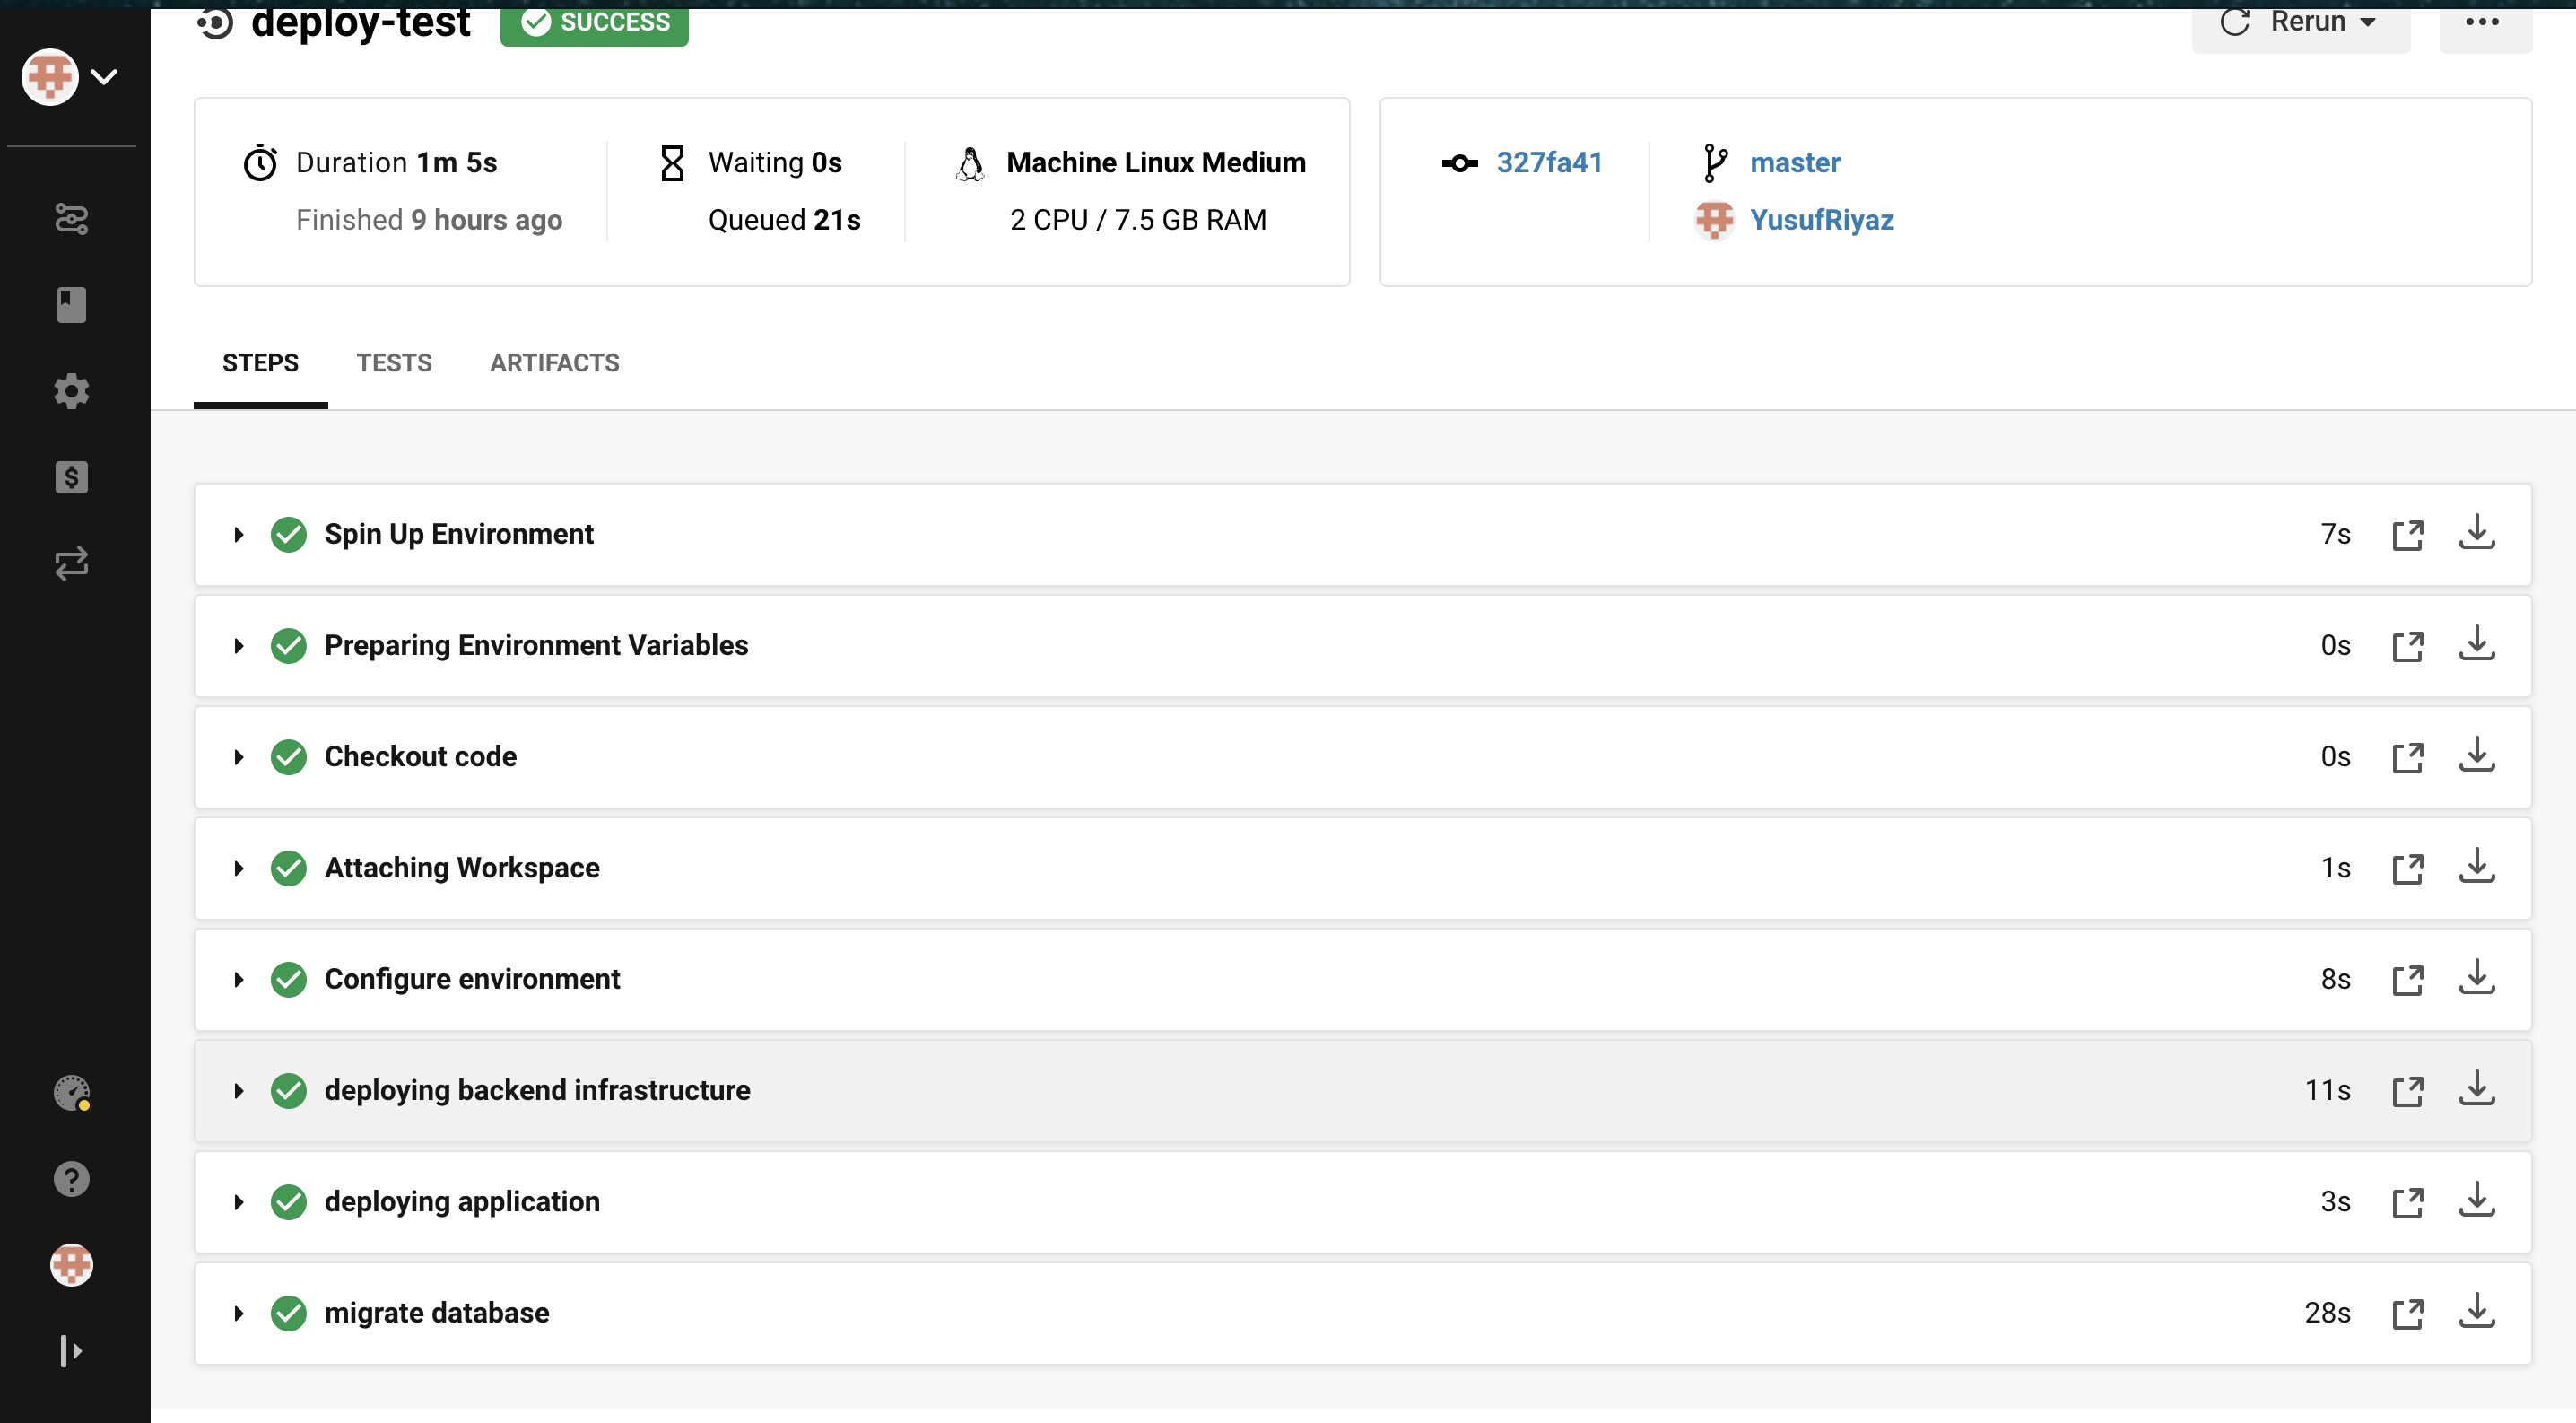 deploy-test SUCCESS Rerun
Duration 1m 5s Waiting 0s Machine Linux Medium 327fa41 master
Finished 9 hours ago Queued 21s 2 CPU / 7.5 GB RAM YusufRiyaz
STEPS TESTS ARTIFACTS
Spin Up Environment 7s
Preparing Environment Variables 0s
Checkout code 0s
Attaching Workspace 1s
Configure environment 8s
deploying backend infrastructure 11s
deploying application 3s
migrate database 28s